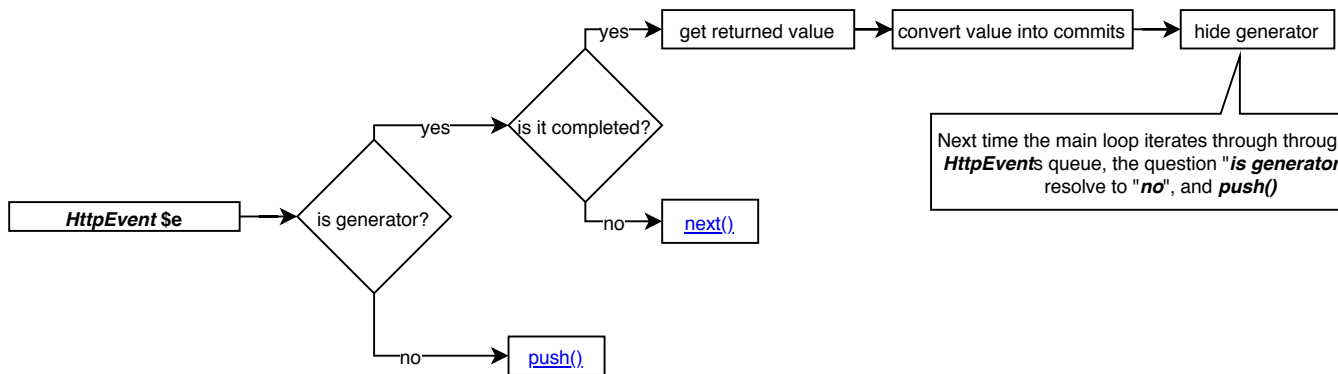 yes
get returned value
convert value into commits
hide generator
yes
is it completed?
Next time the main loop iterates through throug
HttpEvents queue, the question "is generator
resolve to "no", and push()
HttpEvent $e
is generator?
no
next()
no
push()